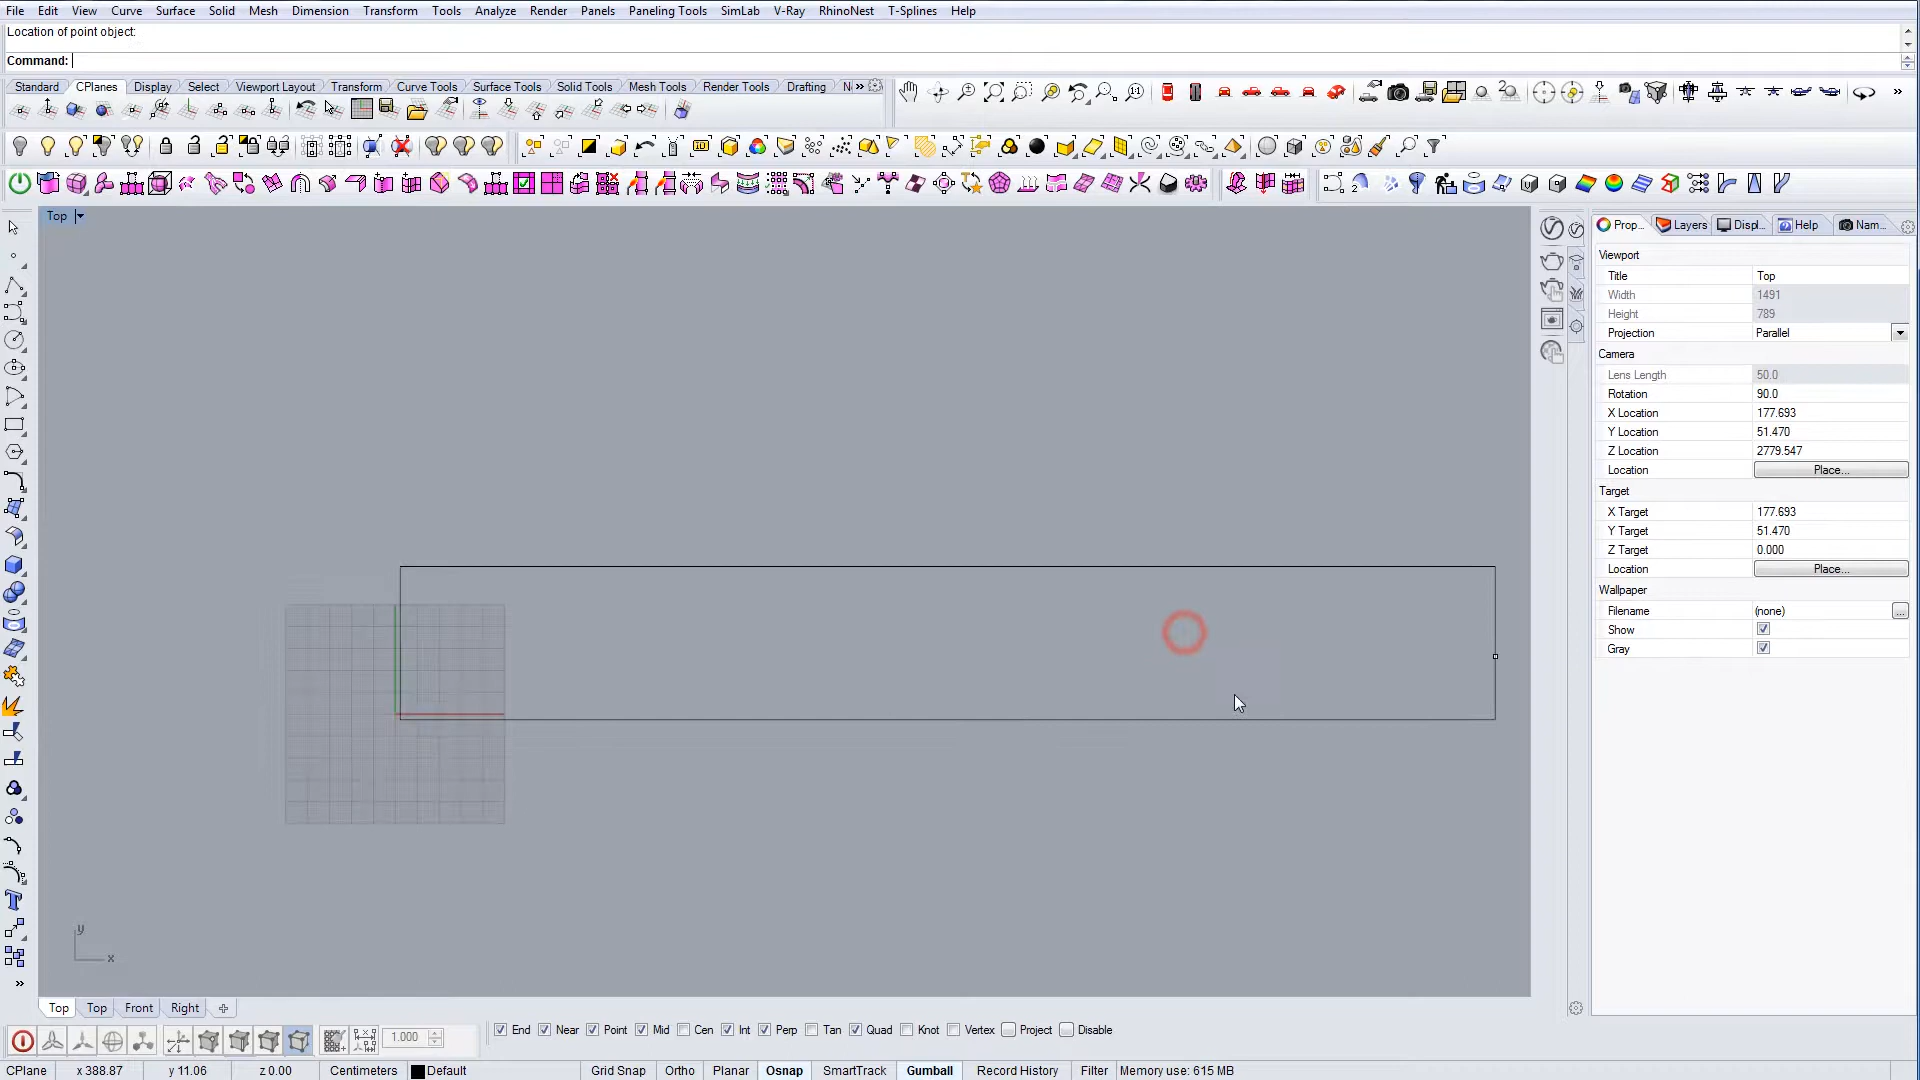 File Edit View Curve Surface Solid Mesh Dimension Transform Tools Analyze Render Panels Paneling Tools SimLab V-Ray RhinoNest T-Splines Help
Location of point object:
Command:
Standard CPlanes Display Select Viewport Layout Transform Curve Tools Surface Tools Solid Tools Mesh Tools Render Tools Drafting N »
Top
Prop... Layers Displ... Help Nam...
Viewport
Title Top
Width 1491
Height 789
Projection Parallel
Camera
Lens Length 50.0
Rotation 90.0
X Location 177.693
Y Location 51.470
Z Location 2779.547
Location Place...
Target
X Target 177.693
Y Target 51.470
Z Target 0.000
Location Place...
Wallpaper
Filename (none) ...
Show
Gray
y
x
Top Top Front Right
1.000 End Near Point Mid Cen Int Perp Tan Quad Knot Vertex Project Disable
CPlane x 388.87 y 11.06 z 0.00 Centimeters Default Grid Snap Ortho Planar Osnap SmartTrack Gumball Record History Filter Memory use: 615 MB